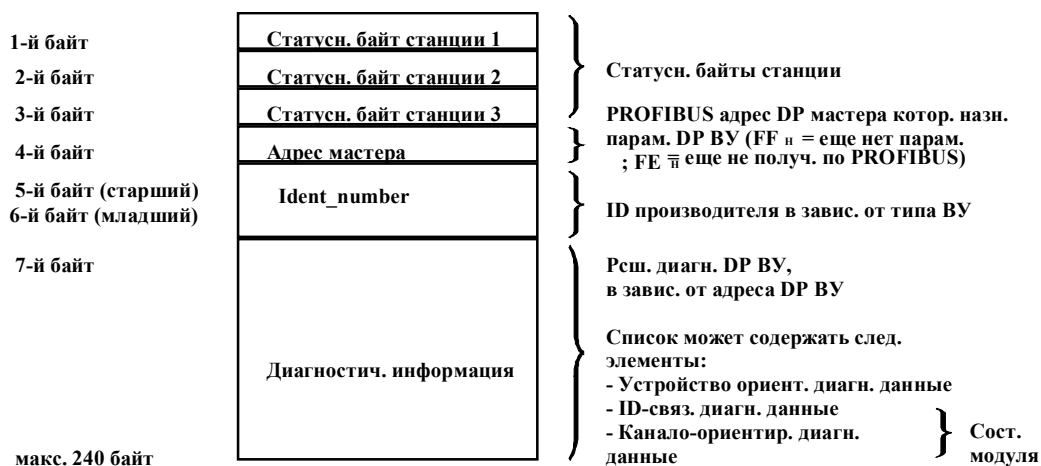 1-й байт
Статусн. байт станции 1
2-й байт
Статусн. байт станции 2
Статусн. байты станции
3-й байт
Статусн. байт станции 3
PROFIBUS адрес DP мастера котор. назн.
парам. DP ВУ (FF н = еще нет парам.
; FE н = еще не получ. по PROFIBUS)
4-й байт
Адрес мастера
5-й байт (старший)
6-й байт (младший)
Ident_number
ID производителя в завис. от типа ВУ
7-й байт
Рсш. диагн. DP ВУ,
в завис. от адреса DP ВУ
Диагностич. информация
Список может содержать след.
элементы:
- Устройство ориент. диагн. данные
- ID-связ. диагн. данные
- Канало-ориентир. диагн.
данные
Сост.
модуля
макс. 240 байт